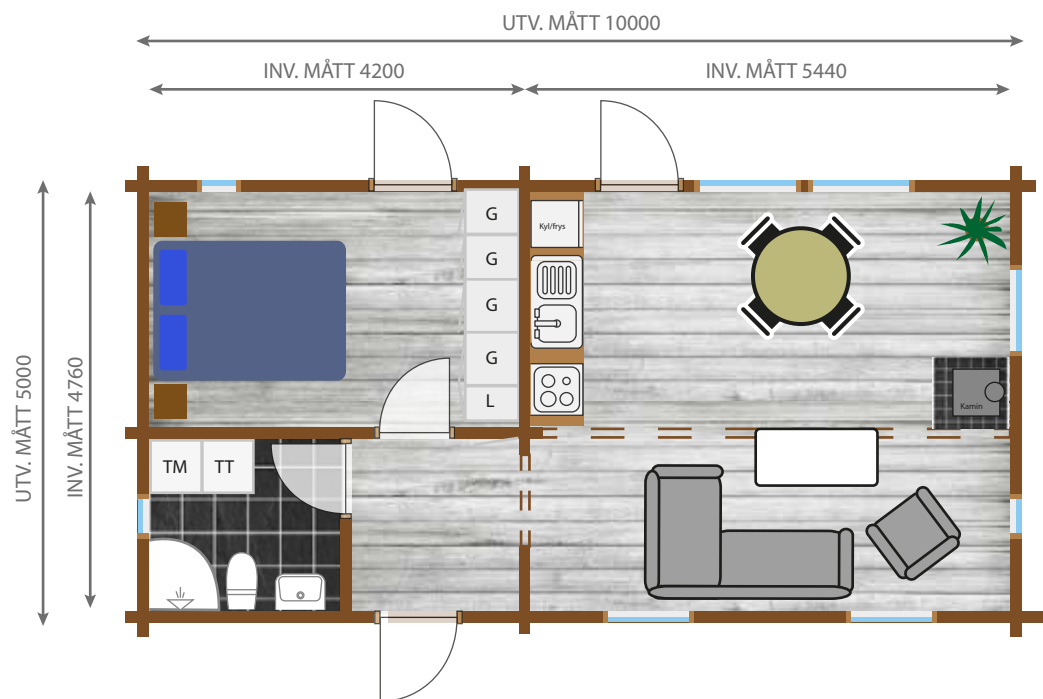 UTV. MÅTT 10000
INV. MÅTT 4200
INV. MÅTT 5440
UTV. MÅTT 5000
INV. MÅTT 4760
G
Kyl/frys
G
G
G
L
Kamin
TM
TT